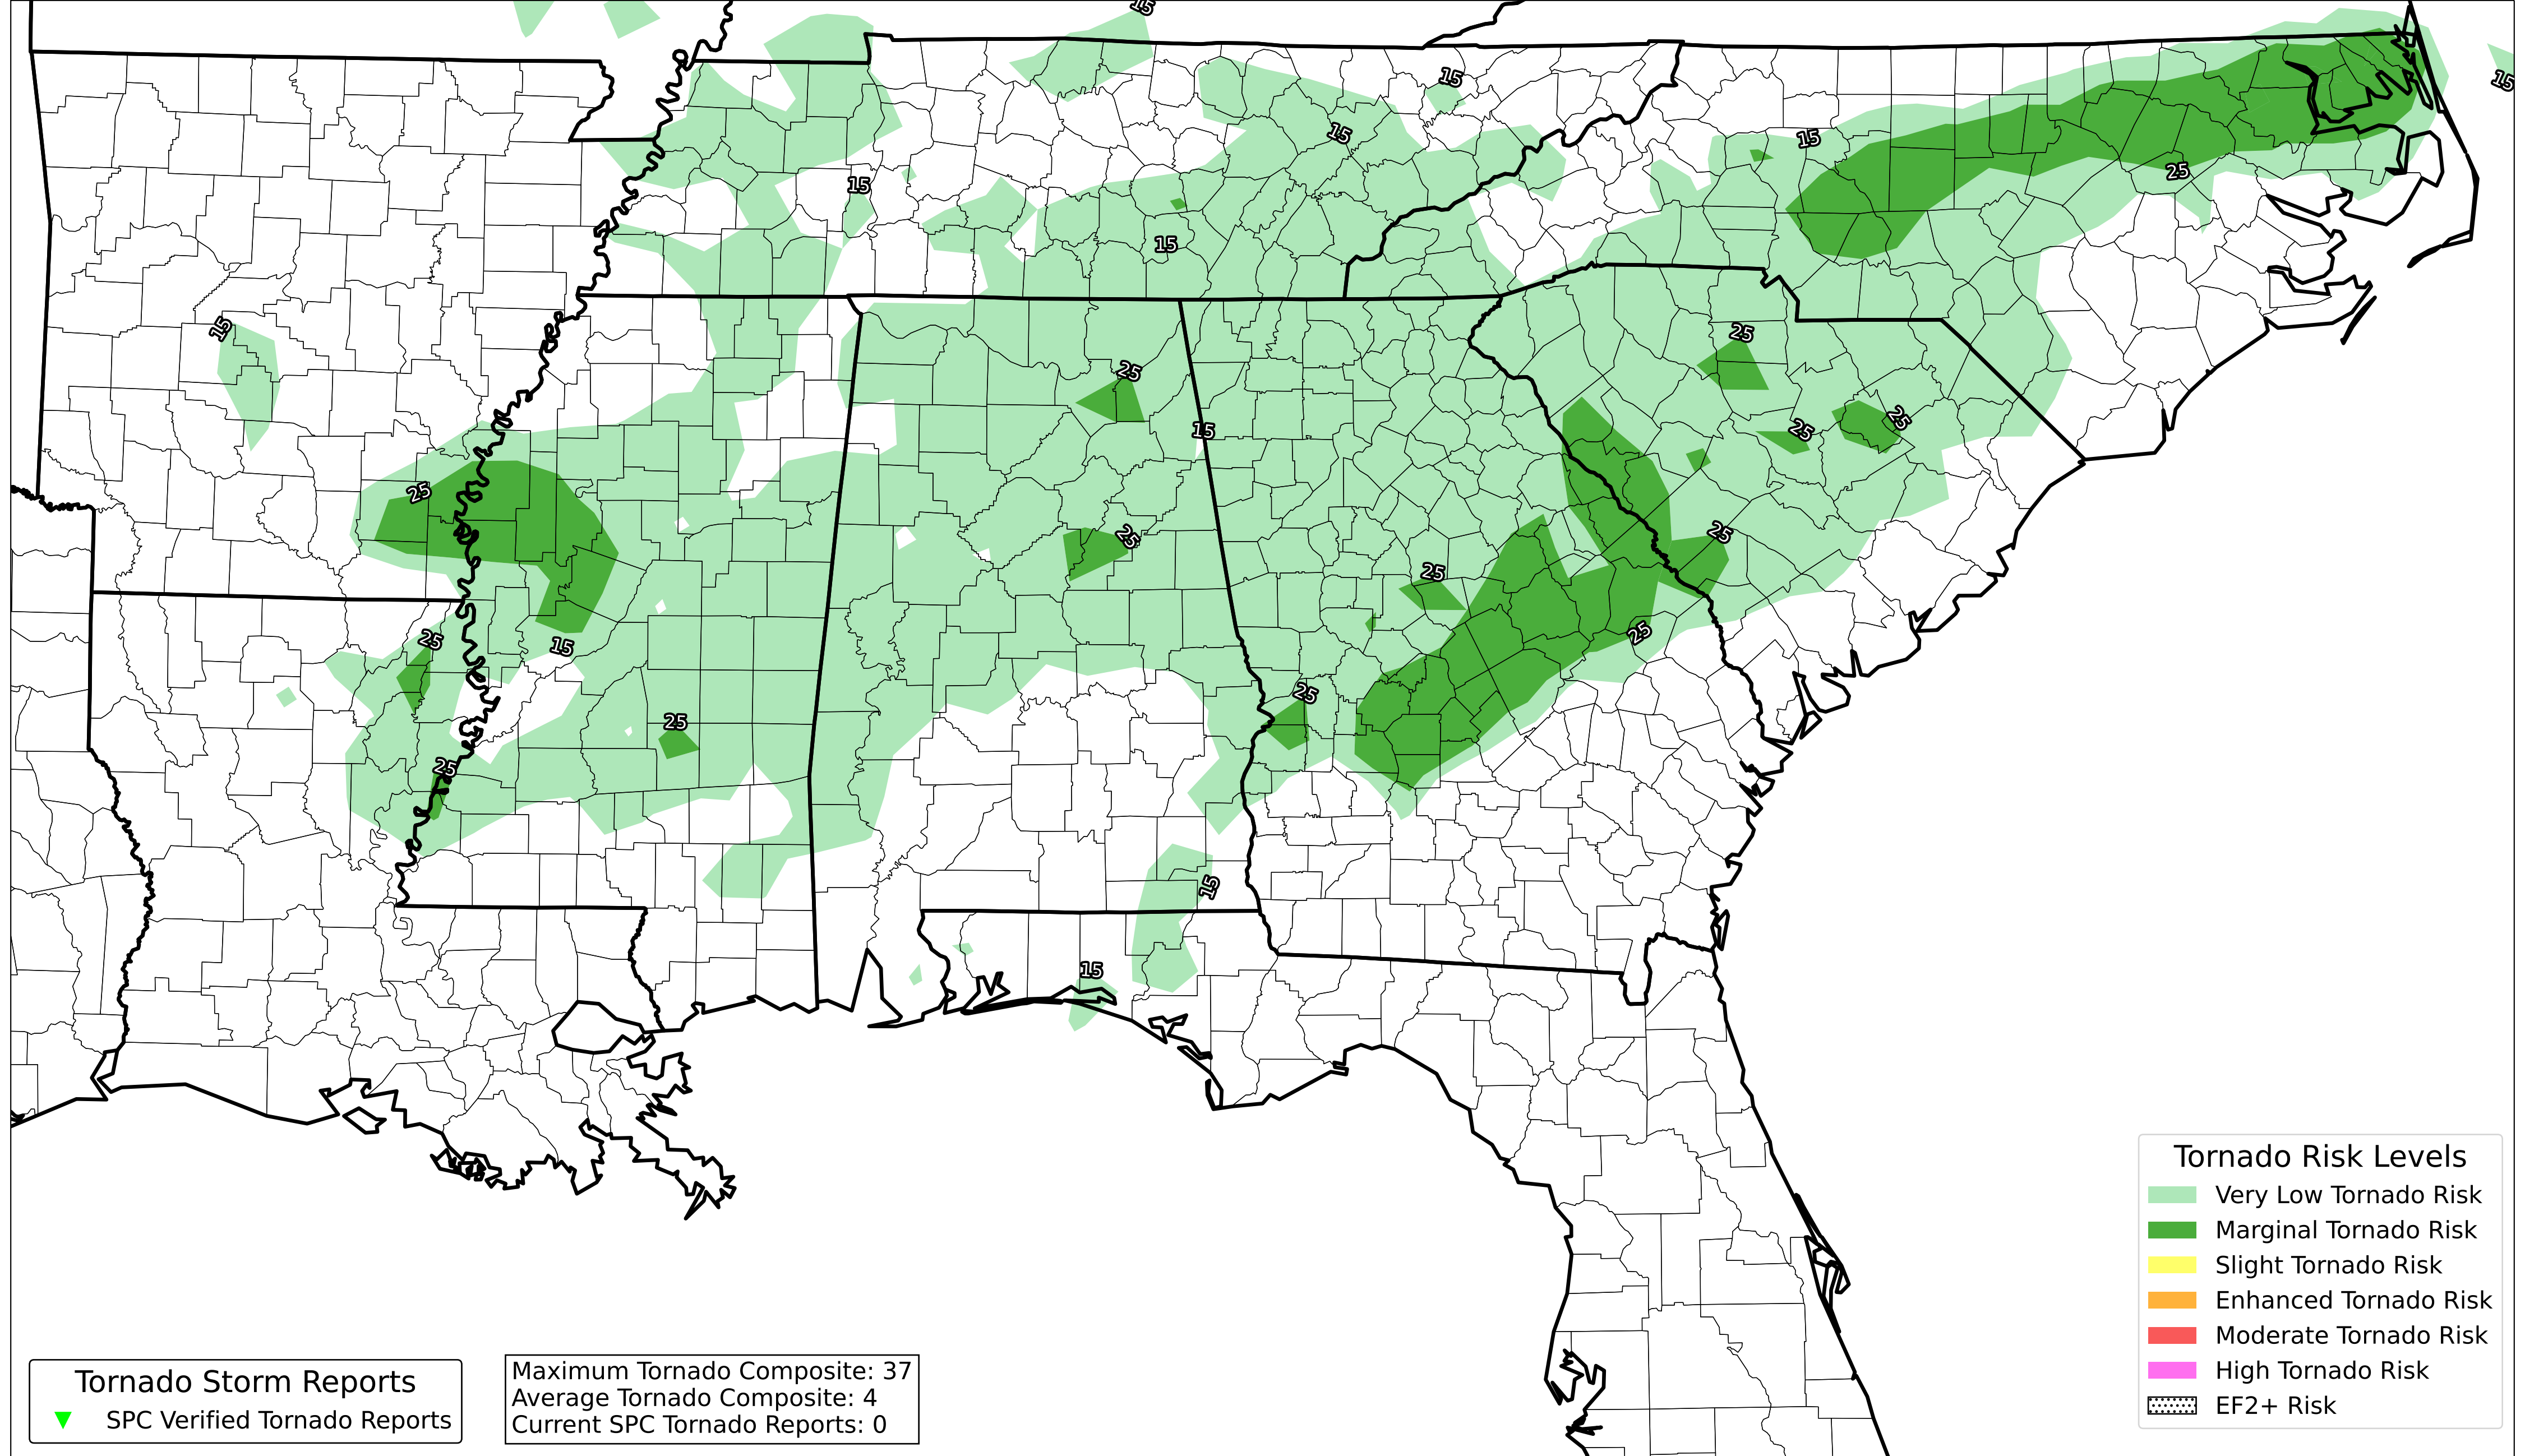 15
15
15
15
15
15
25
15
15
25
25
15
25
25
25
25
25
25
25
25
15
25
25
25
25
15
15
Tornado Risk Levels
Very Low Tornado Risk
Marginal Tornado Risk
Slight Tornado Risk
Enhanced Tornado Risk
Moderate Tornado Risk
High Tornado Risk
EF2+ Risk
Tornado Storm Reports
SPC Verified Tornado Reports
Maximum Tornado Composite: 37
Average Tornado Composite: 4
Current SPC Tornado Reports: 0